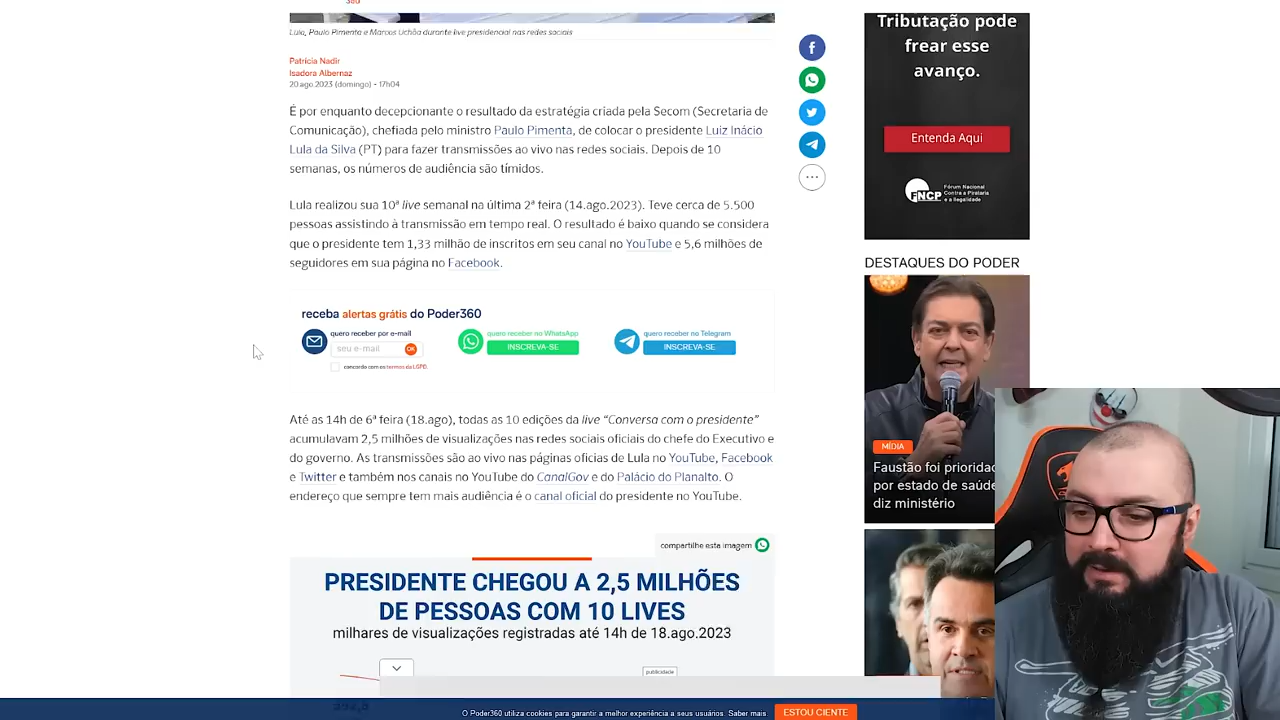 360
Lula, Paulo Pimenta e Marcos Uchôa durante live presidencial nas redes sociais
Patrícia Nadir
Isadora Albernaz
20.ago.2023 (domingo) - 17h04
É por enquanto decepcionante o resultado da estratégia criada pela Secom (Secretaria de
Comunicação), chefiada pelo ministro Paulo Pimenta, de colocar o presidente Luiz Inácio
Lula da Silva (PT) para fazer transmissões ao vivo nas redes sociais. Depois de 10
semanas, os números de audiência são tímidos.
Lula realizou sua 10ª live semanal na última 2ª feira (14.ago.2023). Teve cerca de 5.500
pessoas assistindo à transmissão em tempo real. O resultado é baixo quando se considera
que o presidente tem 1,33 milhão de inscritos em seu canal no YouTube e 5,6 milhões de
seguidores em sua página no Facebook.
receba alertas grátis do Poder360
quero receber por e-mail
seu e-mail
OK
concordo com os termos da LGPD.
quero receber no WhatsApp
INSCREVA-SE
quero receber no Telegram
INSCREVA-SE
Até as 14h de 6ª feira (18.ago), todas as 10 edições da live “Conversa com o presidente”
acumulavam 2,5 milhões de visualizações nas redes sociais oficiais do chefe do Executivo e
do governo. As transmissões são ao vivo nas páginas oficias de Lula no YouTube, Facebook
e Twitter e também nos canais no YouTube do CanalGov e do Palácio do Planalto. O
endereço que sempre tem mais audiência é o canal oficial do presidente no YouTube.
compartilhe esta imagem
PRESIDENTE CHEGOU A 2,5 MILHÕES
DE PESSOAS COM 10 LIVES
milhares de visualizações registradas até 14h de 18.ago.2023
publicidade
O Poder360 utiliza cookies para garantir a melhor experiência a seus usuários. Saber mais.
ESTOU CIENTE
Tributação pode
frear esse
avanço.
Entenda Aqui
FNCP
Fórum Nacional
Contra a Pirataria
e a Ilegalidade
DESTAQUES DO PODER
MÍDIA
Faustão foi prioridad
por estado de saúde
diz ministério